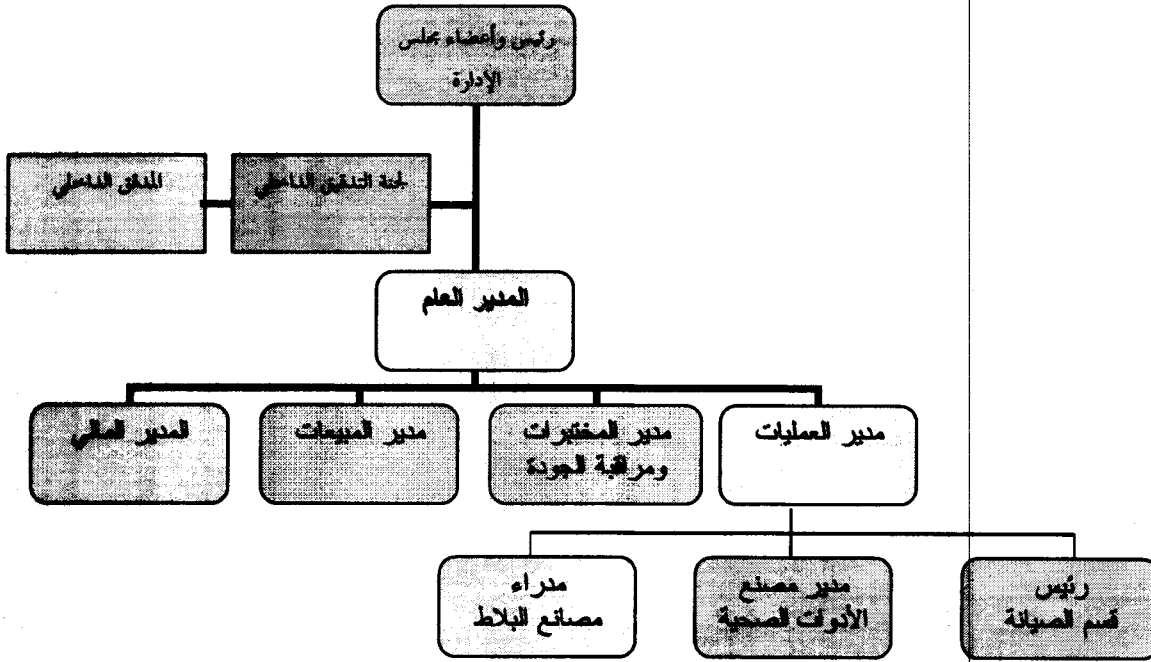 رئيس وأعضاء مجلس
الإدارة
لجنة التدقيق الداخلي
المدقق الداخلي
المدير العام
مدير العمليات
مدير المختبرات
ومراقبة الجودة
مدير المبيعات
المدير المالي
رئيس
قسم الصيانة
مدير مصنع
الأدوات الصحية
مدراء
مصانع البلاط